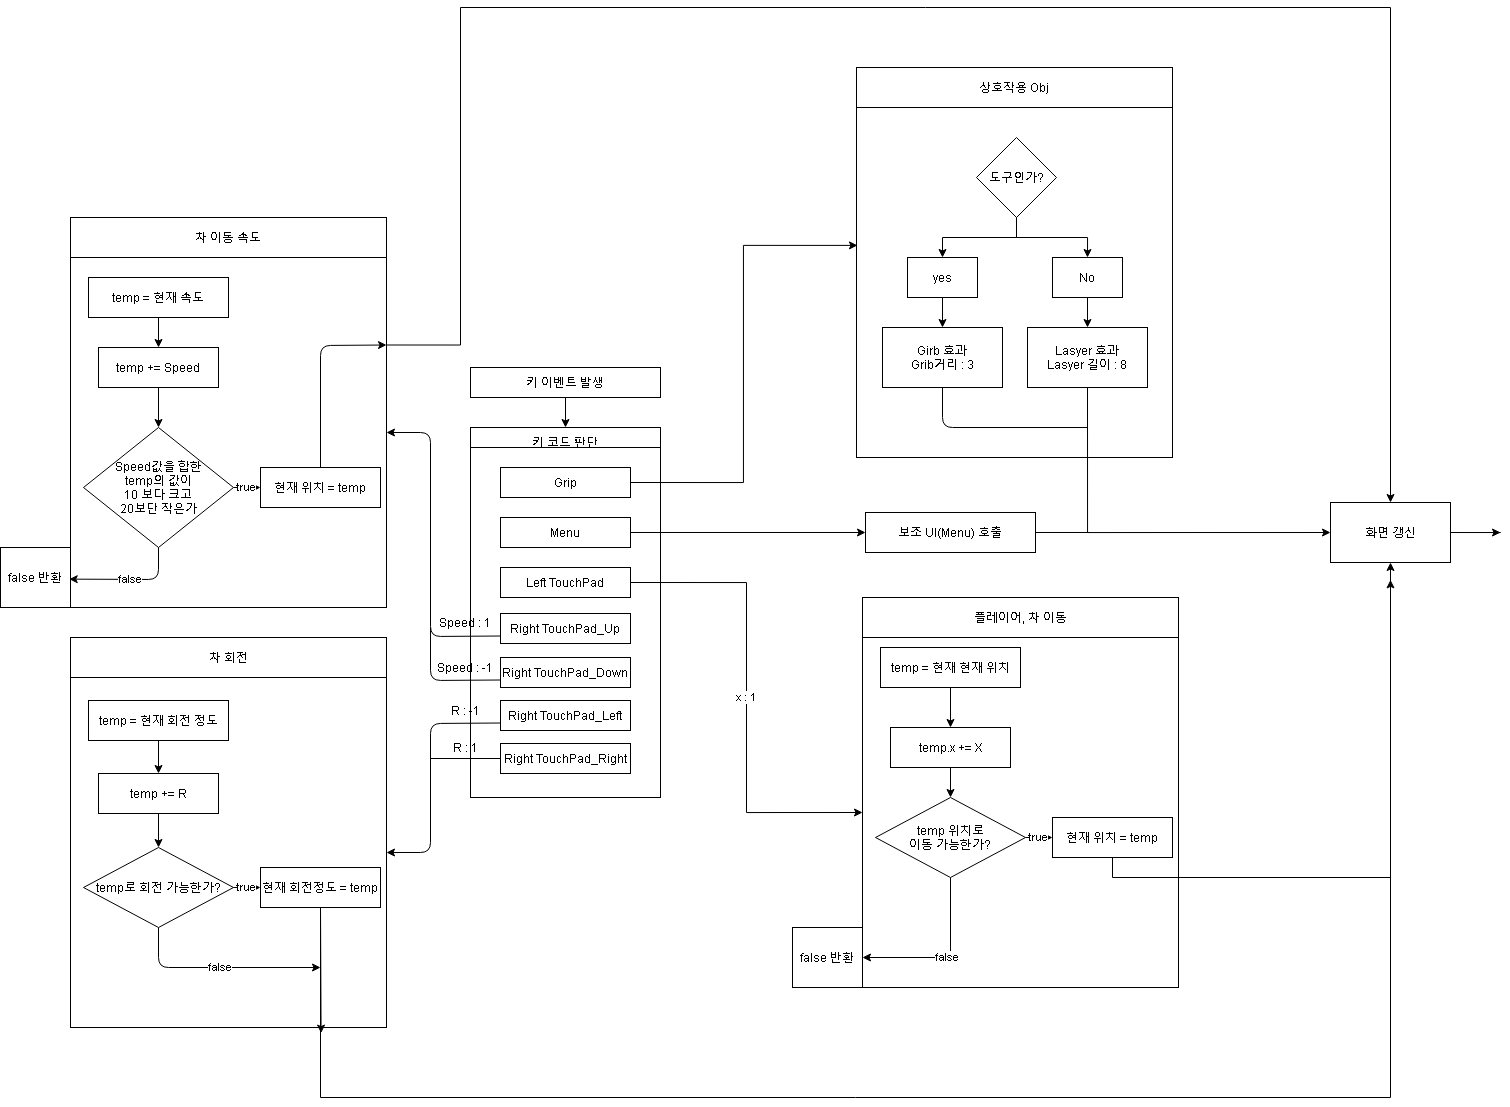 상호작용 Obj
도구인가?
yes
No
Girb 효과
Grib거리 : 3
Lasyer 효과
Lasyer 길이 : 8
차 이동 속도
temp = 현재 속도
temp += Speed
Speed값을 합한
temp의 값이
10 보다 크고
20보단 작은가
true
현재 위치 = temp
false
false 반환
키 이벤트 발생
키 코드 판단
Grip
Menu
Left TouchPad
Right TouchPad_Up
Right TouchPad_Down
Right TouchPad_Left
Right TouchPad_Right
Speed : 1
Speed : -1
R : -1
R : 1
x : 1
보조 UI(Menu) 호출
화면 갱신
차 회전
temp = 현재 회전 정도
temp += R
temp로 회전 가능한가?
true
현재 회전정도 = temp
false
플레이어, 차 이동
temp = 현재 현재 위치
temp.x += X
temp 위치로
이동 가능한가?
true
현재 위치 = temp
false
false 반환